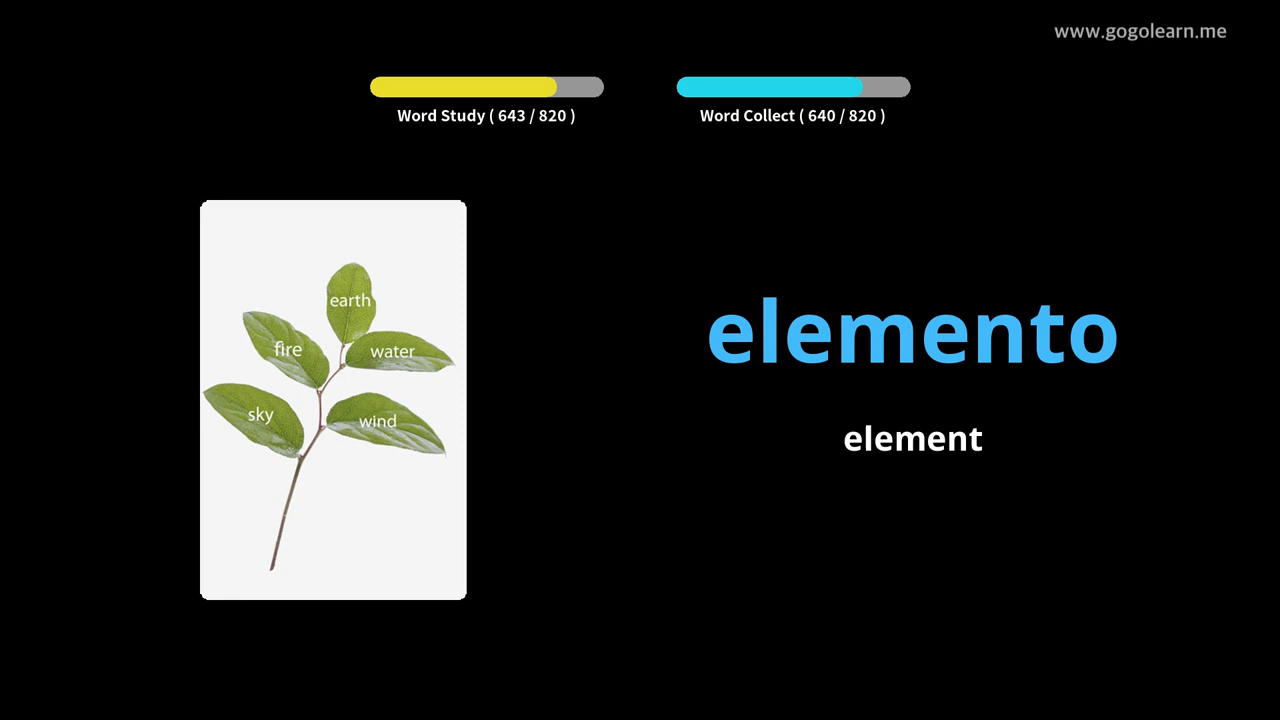 www.gogolearn.me
Word Study ( 643 / 820 )
Word Collect ( 640 / 820 )
earth
fire
water
sky
wind
elemento
element